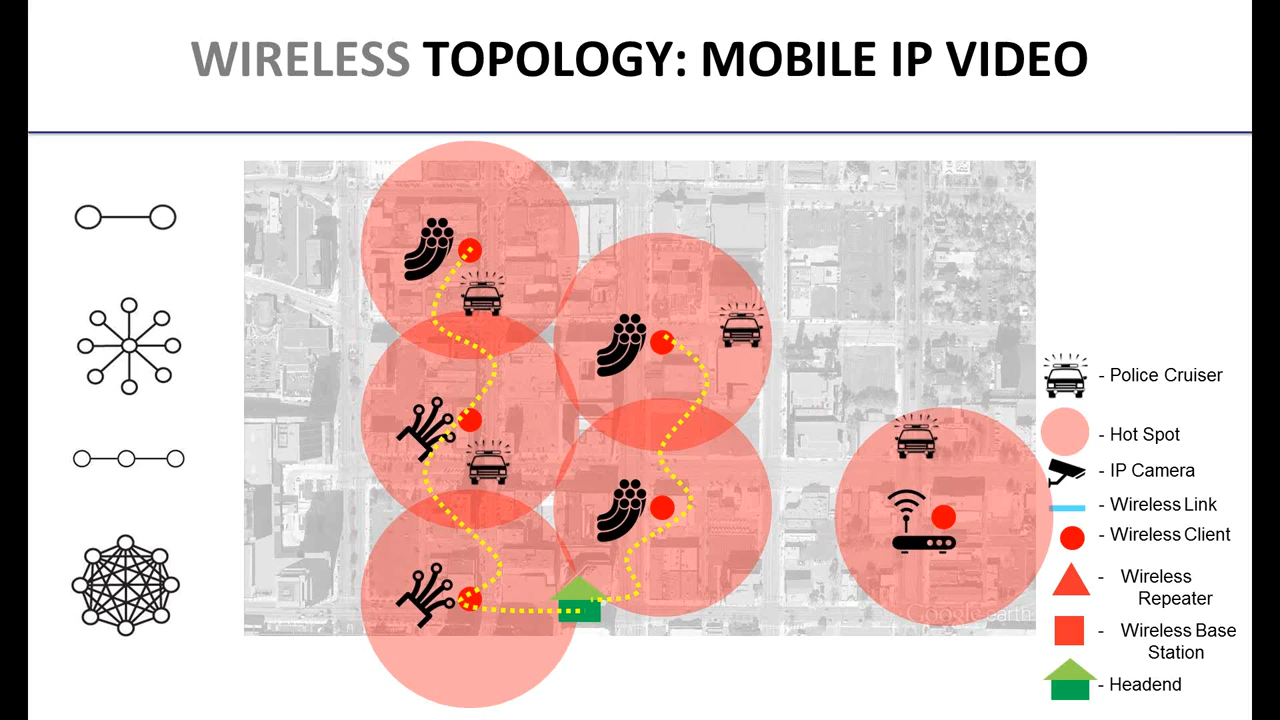 WIRELESS TOPOLOGY: MOBILE IP VIDEO
- Police Cruiser
- Hot Spot
- IP Camera
- Wireless Link
- Wireless Client
- Wireless
Repeater
- Wireless Base
Station
- Headend
Google earth